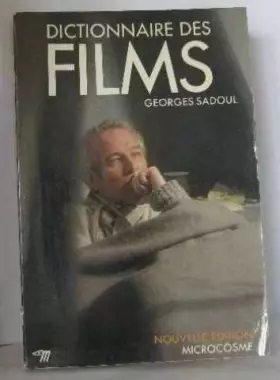 DICTIONNAIRE DES
FILMS
GEORGES SADOUL
NOUVELLE EDITION
MICROCOSME